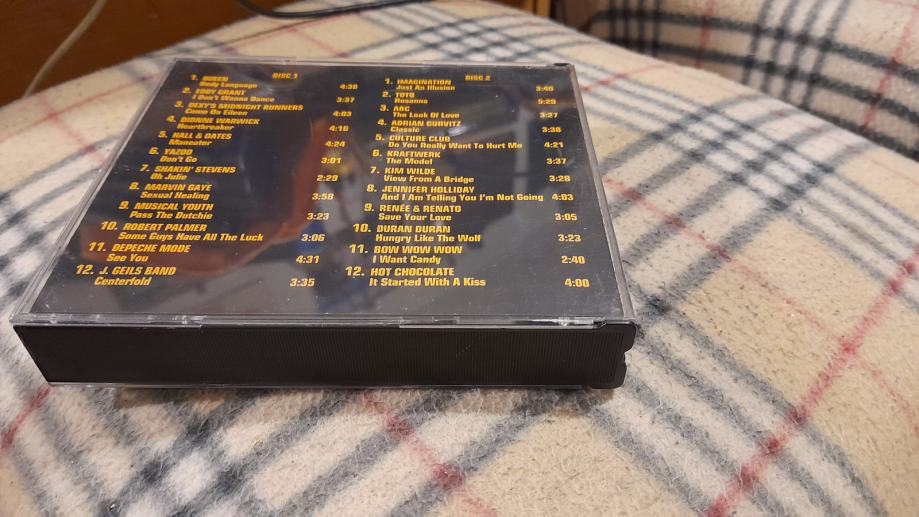 DISC 1
1. QUEEN
Body Language 4:30
2. EDDY GRANT
I Don't Wanna Dance 3:37
3. DEXY'S MIDNIGHT RUNNERS
Come On Eileen 4:03
4. DIONNE WARWICK
Heartbreaker 4:16
5. HALL & OATES
Maneater 4:24
6. YAZOO
Don't Go 3:01
7. SHAKIN' STEVENS
Oh Julie 2:29
8. MARVIN GAYE
Sexual Healing 3:58
9. MUSICAL YOUTH
Pass The Dutchie 3:23
10. ROBERT PALMER
Some Guys Have All The Luck 3:06
11. DEPECHE MODE
See You 4:31
12. J. GEILS BAND
Centerfold 3:35
DISC 2
1. IMAGINATION
Just An Illusion 3:46
2. TOTO
Rosanna 5:29
3. ABC
The Look Of Love 3:27
4. ADRIAN GURVITZ
Classic 3:38
5. CULTURE CLUB
Do You Really Want To Hurt Me 4:21
6. KRAFTWERK
The Model 3:37
7. KIM WILDE
View From A Bridge 3:28
8. JENNIFER HOLLIDAY
And I Am Telling You I'm Not Going 4:03
9. RENÉE & RENATO
Save Your Love 3:05
10. DURAN DURAN
Hungry Like The Wolf 3:23
11. BOW WOW WOW
I Want Candy 2:40
12. HOT CHOCOLATE
It Started With A Kiss 4:00